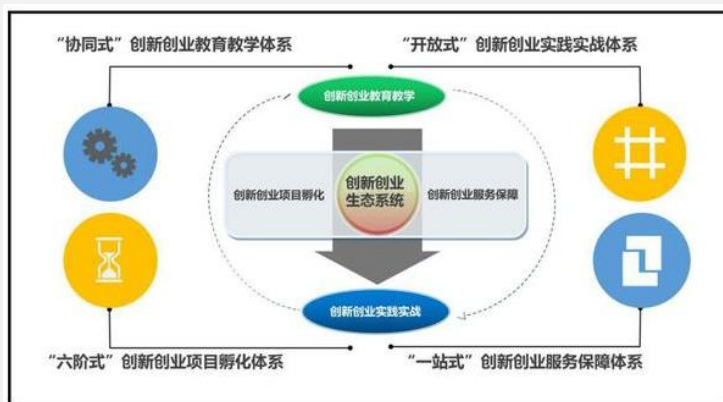 “协同式”创新创业教育教学体系
“开放式”创新创业实践实战体系
创新创业教育教学
创新创业项目孵化
创新创业
生态系统
创新创业服务保障
创新创业实践实战
“六阶式”创新创业项目孵化体系
“一站式”创新创业服务保障体系